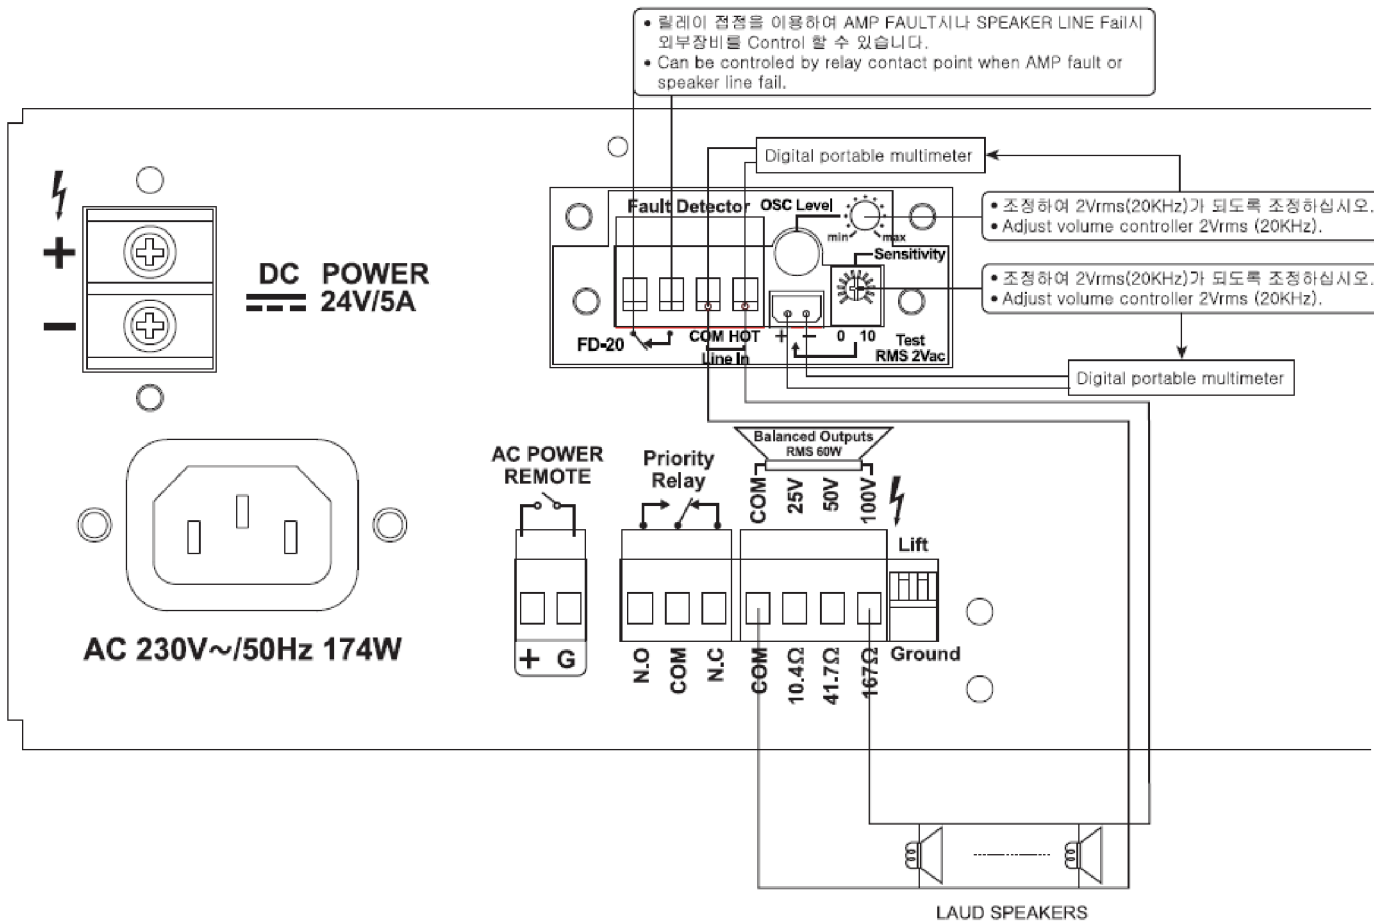 • 릴레이 접점을 이용하여 AMP FAULT시나 SPEAKER LINE Fail시
외부장비를 Control 할 수 있습니다.
• Can be controled by relay contact point when AMP fault or
speaker line fail.
Digital portable multimeter
Fault Detector
OSC Level
min
max
Sensitivity
• 조정하여 2Vrms(20KHz)가 되도록 조정하십시오.
• Adjust volume controller 2Vrms (20KHz).
• 조정하여 2Vrms(20KHz)가 되도록 조정하십시오.
• Adjust volume controller 2Vrms (20KHz).
+
−
DC POWER
24V/5A
FD-20
COM HOT
Line In
+ −
0 10
Test
RMS 2Vac
Digital portable multimeter
Balanced Outputs
RMS 60W
AC POWER
REMOTE
Priority
Relay
COM
25V
50V
100V
Lift
AC 230V~/50Hz 174W
+ G
N.O
COM
N.C
COM
10.4Ω
41.7Ω
167Ω
Ground
LAUD SPEAKERS